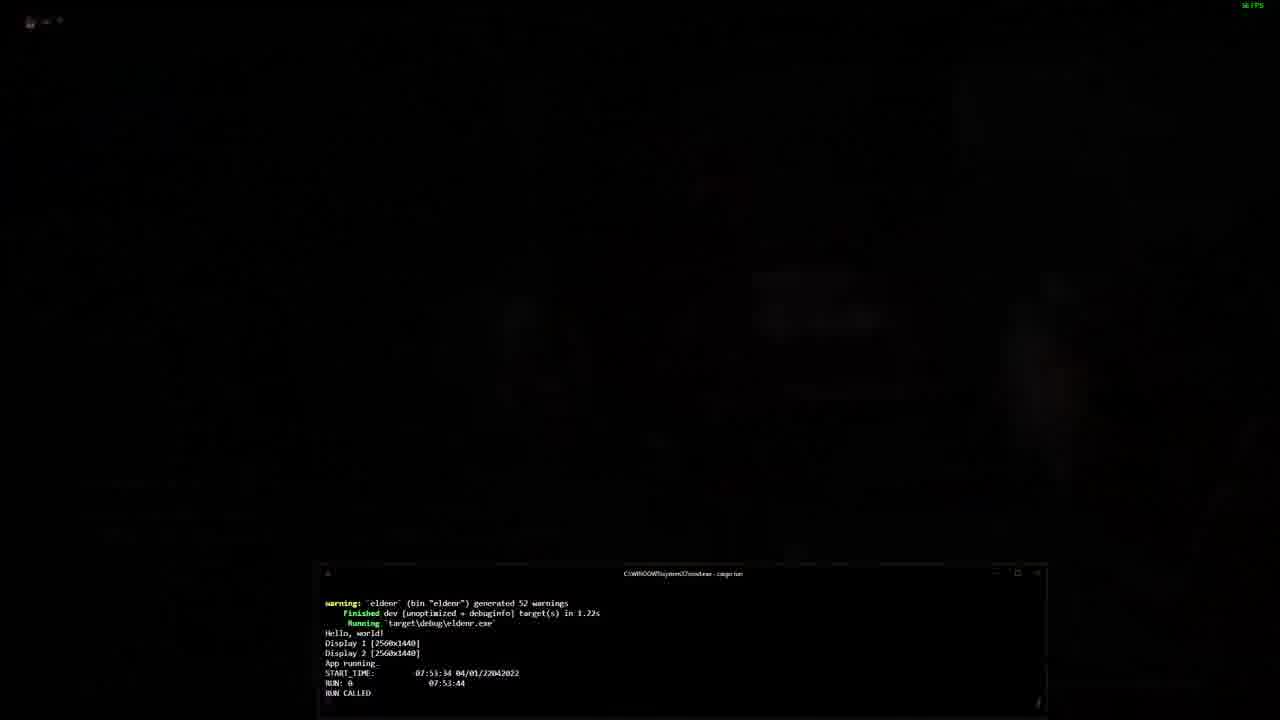 56 FPS
C:\WINDOWS\system32\cmd.exe - cargo run
warning: `eldenr` (bin "eldenr") generated 52 warnings
Finished dev [unoptimized + debuginfo] target(s) in 1.22s
Running `target\debug\eldenr.exe`
Hello, world!
Display 1 [2560x1440]
Display 2 [2560x1440]
App running…
START_TIME: 07:53:34 04/01/22042022
RUN: 0 07:53:44
RUN CALLED